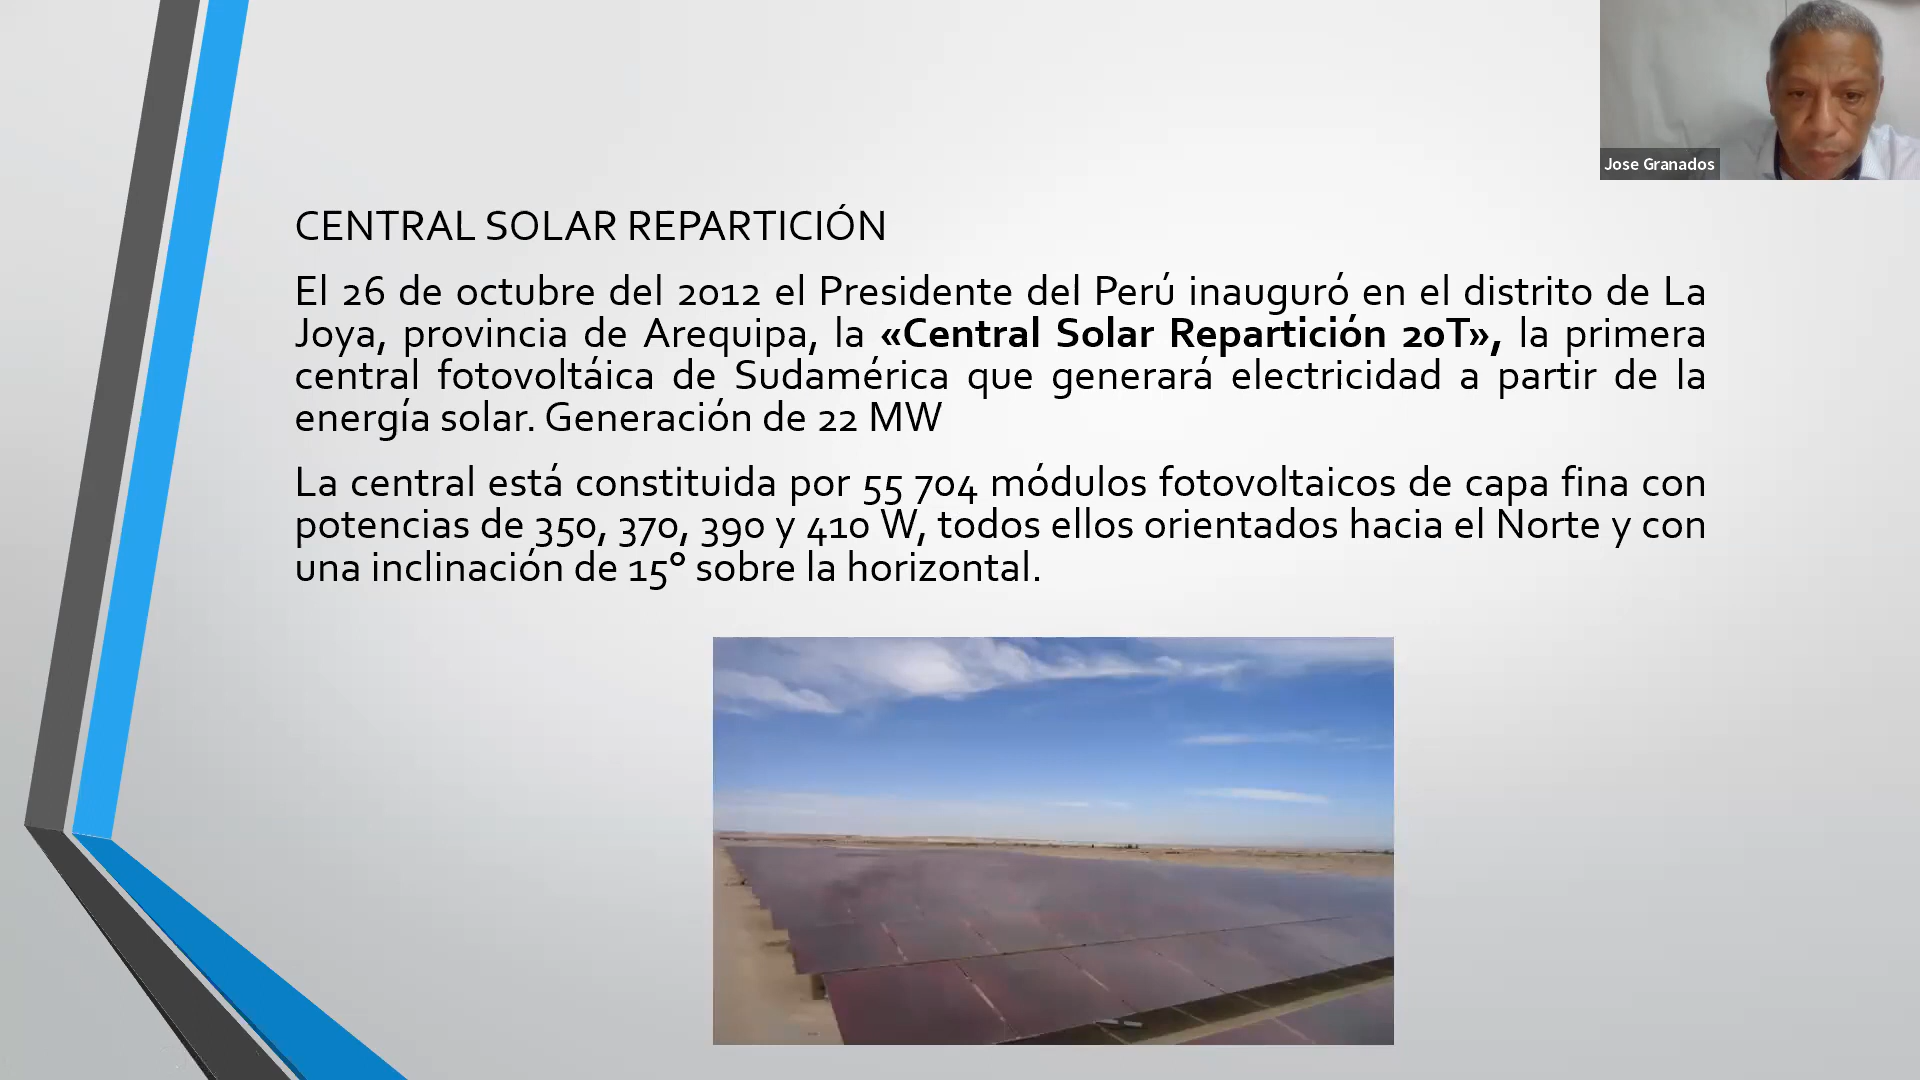 Jose Granados
CENTRAL SOLAR REPARTICIÓN
El 26 de octubre del 2012 el Presidente del Perú inauguró en el distrito de La
Joya, provincia de Arequipa, la «Central Solar Repartición 20T», la primera
central fotovoltáica de Sudamérica que generará electricidad a partir de la
energía solar. Generación de 22 MW
La central está constituida por 55 704 módulos fotovoltaicos de capa fina con
potencias de 350, 370, 390 y 410 W, todos ellos orientados hacia el Norte y con
una inclinación de 15° sobre la horizontal.